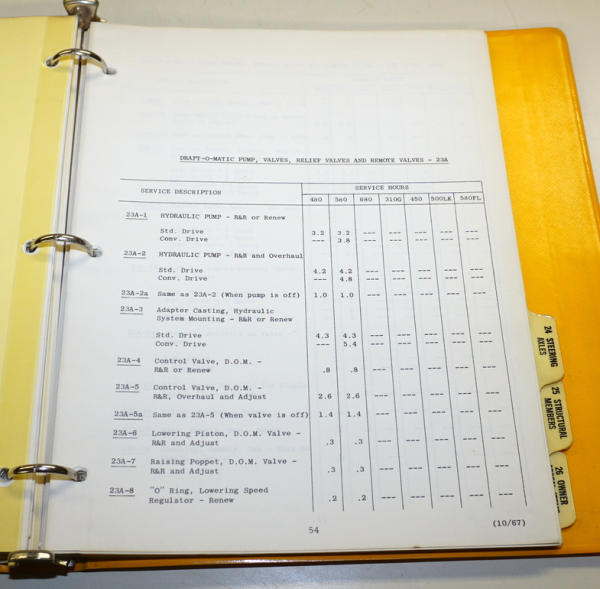 DRAFT-O-MATIC PUMP, VALVES, RELIEF VALVES AND REMOTE VALVES - 23A
SERVICE DESCRIPTION
SERVICE HOURS
480 580 680 310G 450 500LK 580FL
23A-1 HYDRAULIC PUMP - R&R or Renew
Std. Drive 3.2 3.2 --- --- --- --- ---
Conv. Drive --- 3.8 --- --- --- --- ---
23A-2 HYDRAULIC PUMP - R&R and Overhaul
Std. Drive 4.2 4.2 --- --- --- --- ---
Conv. Drive --- 4.8 --- --- --- --- ---
23A-2a Same as 23A-2 (When pump is off) 1.0 1.0 --- --- --- --- ---
23A-3 Adapter Casting, Hydraulic
System Mounting - R&R or Renew
Std. Drive 4.3 4.3 --- --- --- --- ---
Conv. Drive --- 5.4 --- --- --- --- ---
23A-4 Control Valve, D.O.M. -
R&R or Renew .8 .8 --- --- --- --- ---
23A-5 Control Valve, D.O.M. -
R&R, Overhaul and Adjust 2.6 2.6 --- --- --- --- ---
23A-5a Same as 23A-5 (When valve is off) 1.4 1.4 --- --- --- --- ---
23A-6 Lowering Piston, D.O.M. Valve -
R&R and Adjust .3 .3 --- --- --- --- ---
23A-7 Raising Poppet, D.O.M. Valve -
R&R and Adjust .3 .3 --- --- --- --- ---
23A-8 "O" Ring, Lowering Speed
Regulator - Renew .2 .2 --- --- --- --- ---
54
(10/67)
24 STEERING
AXLES
25 STRUCTURAL
MEMBERS
26 OWNER